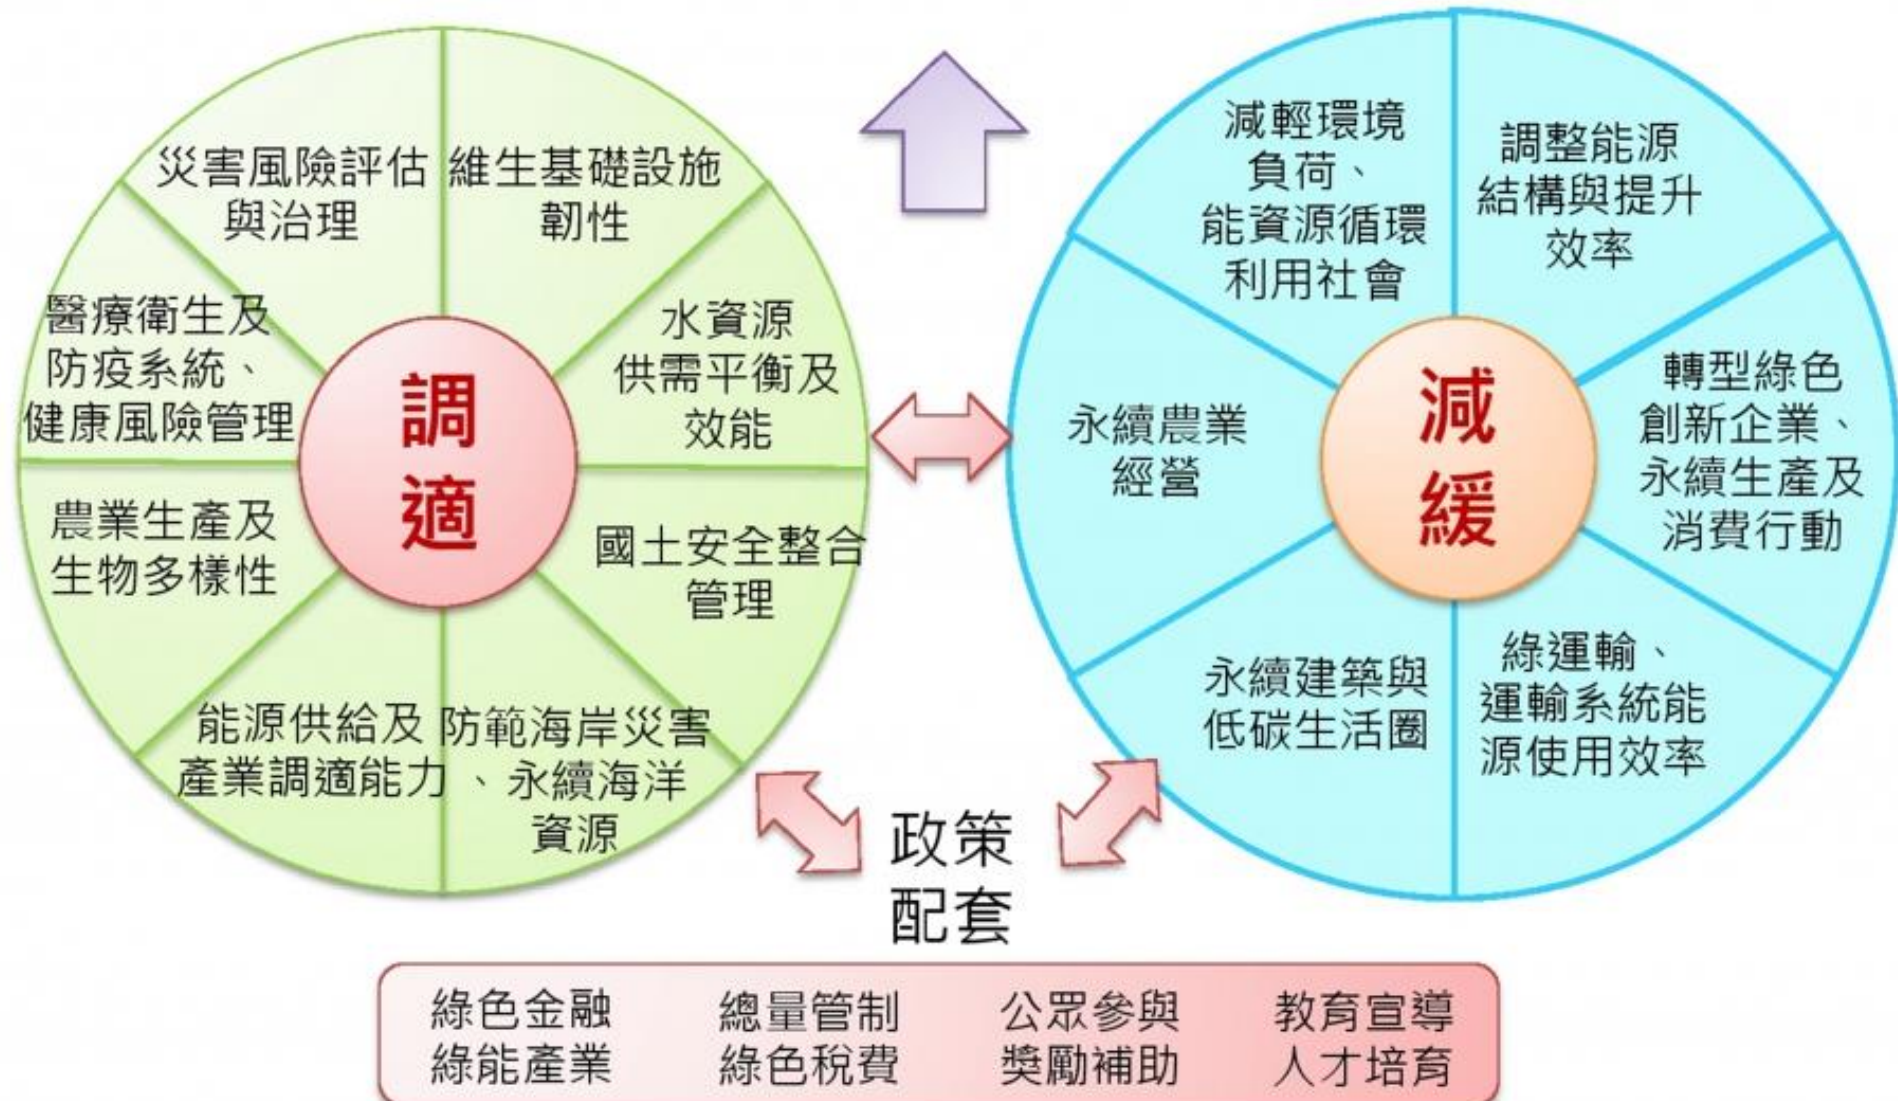 災害風險評估
與治理
維生基礎設施
韌性
水資源
供需平衡及
效能
國土安全整合
管理
防範海岸災害
、永續海洋
資源
能源供給及
產業調適能力
農業生產及
生物多樣性
醫療衛生及
防疫系統、
健康風險管理
調
適
減輕環境
負荷、
能資源循環
利用社會
調整能源
結構與提升
效率
轉型綠色
創新企業、
永續生產及
消費行動
綠運輸、
運輸系統能
源使用效率
永續建築與
低碳生活圈
永續農業
經營
減
緩
政策
配套
綠色金融 總量管制 公眾參與 教育宣導
綠能產業 綠色稅費 獎勵補助 人才培育